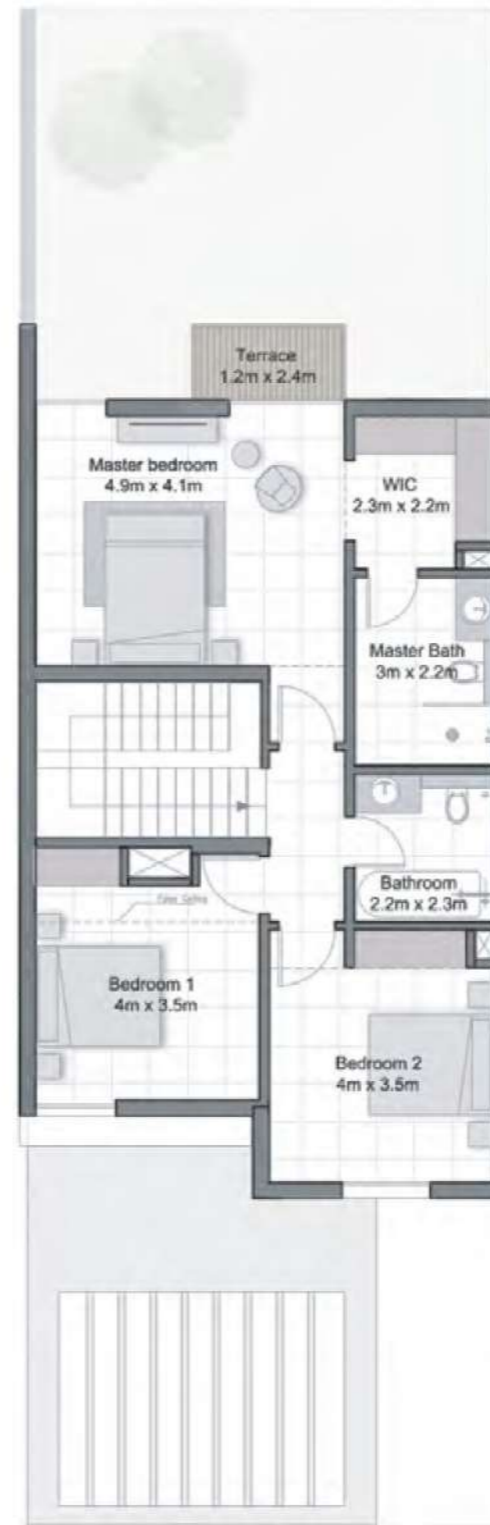 Terrace
1.2m x 2.4m
Master bedroom
4.9m x 4.1m
WIC
2.3m x 2.2m
Master Bath
3m x 2.2m
Bathroom
2.2m x 2.3m
Bedroom 1
4m x 3.5m
Bedroom 2
4m x 3.5m